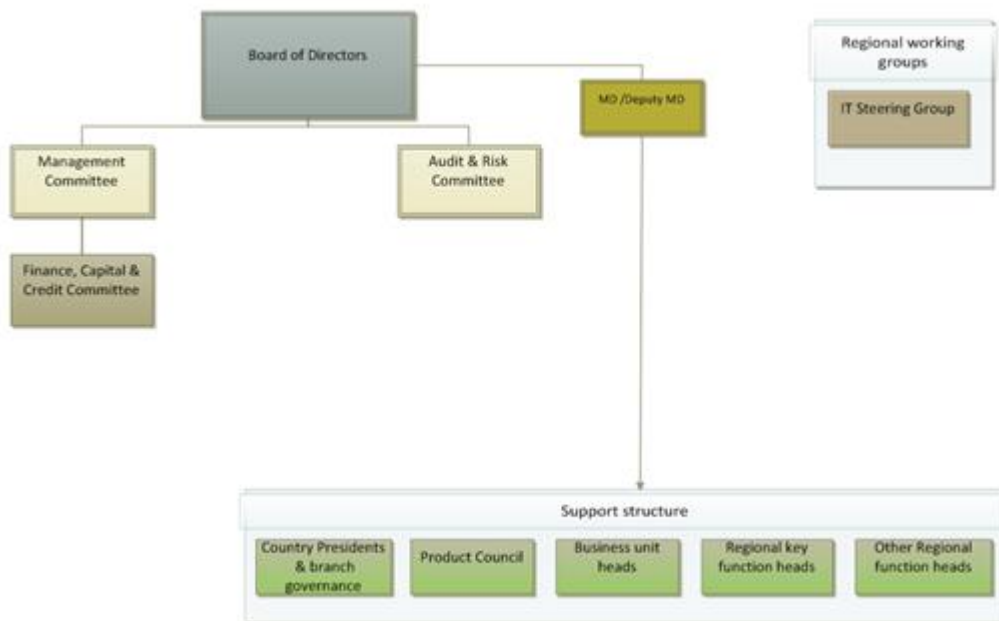 Board of Directors
MD /Deputy MD
Regional working
groups
IT Steering Group
Management
Committee
Audit & Risk
Committee
Finance, Capital &
Credit Committee
Support structure
Country Presidents
& branch
governance
Product Council
Business unit
heads
Regional key
function heads
Other Regional
function heads